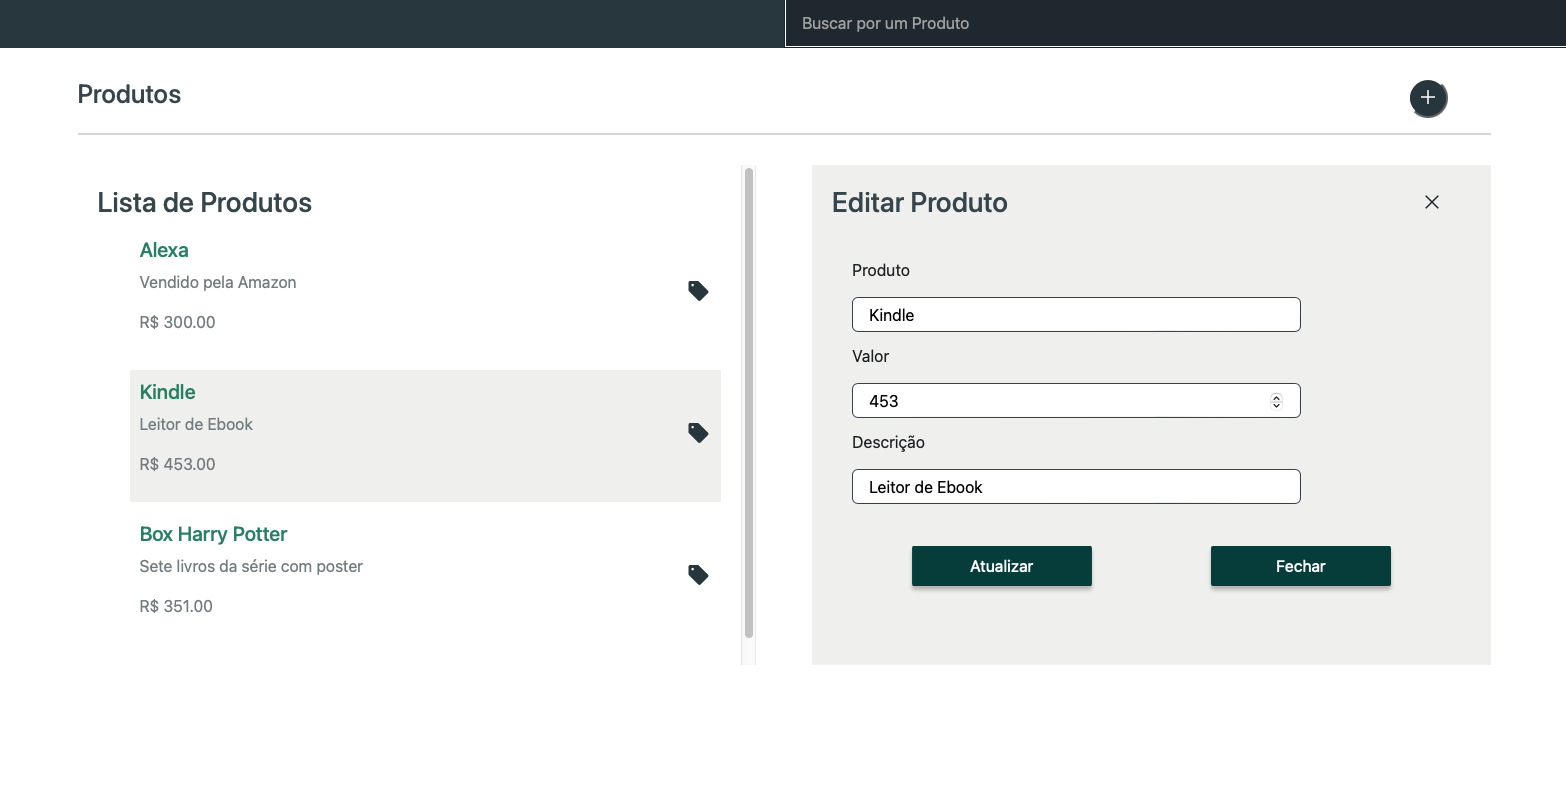 Buscar por um Produto
Produtos
Lista de Produtos
Alexa
Vendido pela Amazon
R$ 300.00
Kindle
Leitor de Ebook
R$ 453.00
Box Harry Potter
Sete livros da série com poster
R$ 351.00
Editar Produto
Produto
Kindle
Valor
453
Descrição
Leitor de Ebook
Atualizar
Fechar